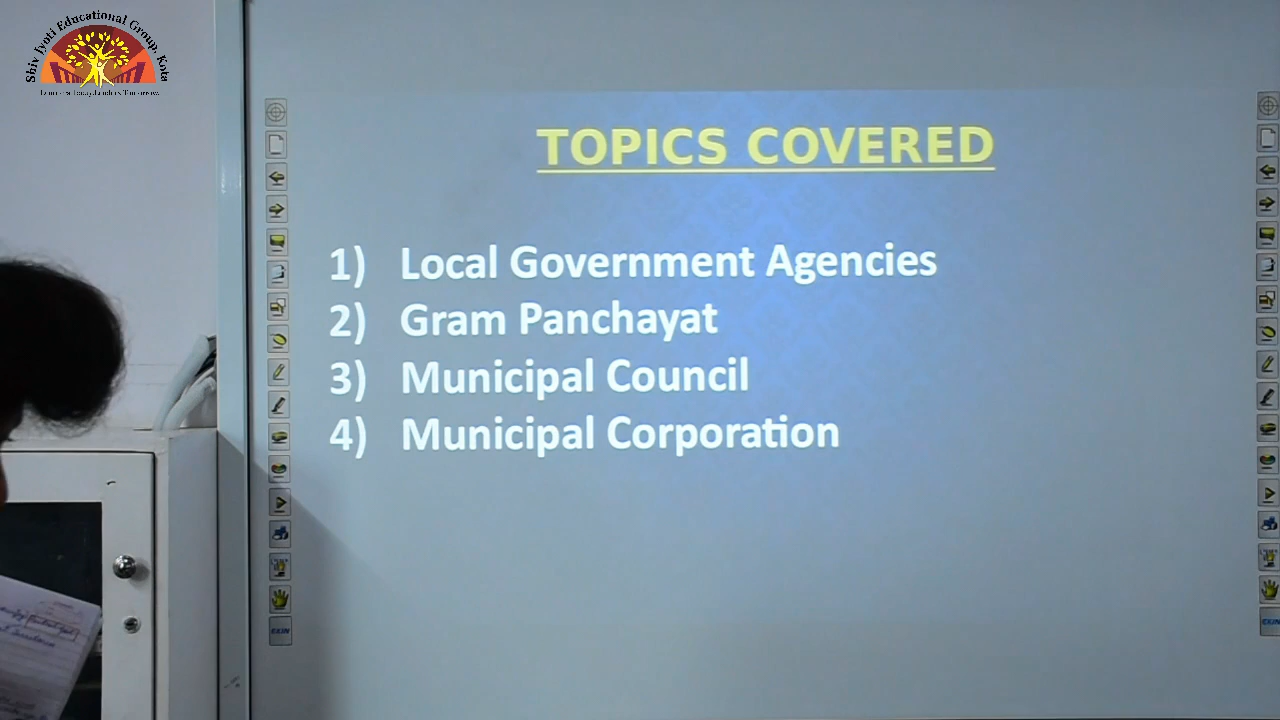 Shiv Jyoti Educational Group, Kota
TOPICS COVERED
1) Local Government Agencies
2) Gram Panchayat
3) Municipal Council
4) Municipal Corporation